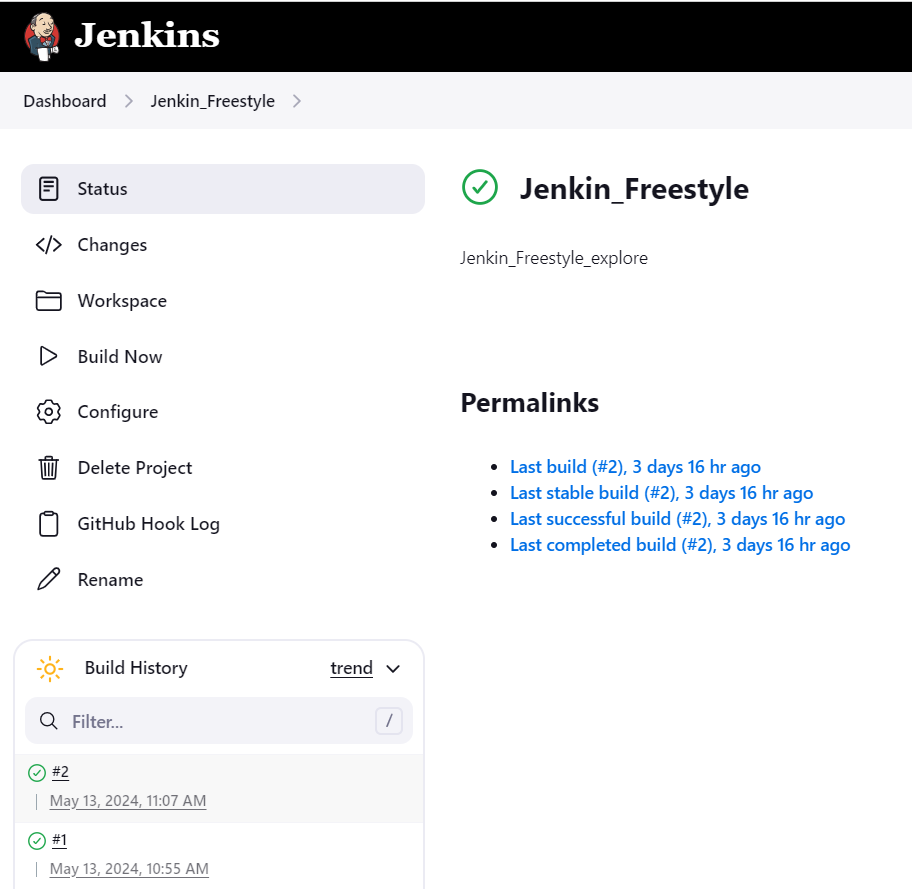 Jenkins
Dashboard
Jenkin_Freestyle
Status
Changes
Workspace
Build Now
Configure
Delete Project
GitHub Hook Log
Rename
Build History
trend
Filter...
/
#2
May 13, 2024, 11:07 AM
#1
May 13, 2024, 10:55 AM
Jenkin_Freestyle
Jenkin_Freestyle_explore
Permalinks
Last build (#2), 3 days 16 hr ago
Last stable build (#2), 3 days 16 hr ago
Last successful build (#2), 3 days 16 hr ago
Last completed build (#2), 3 days 16 hr ago